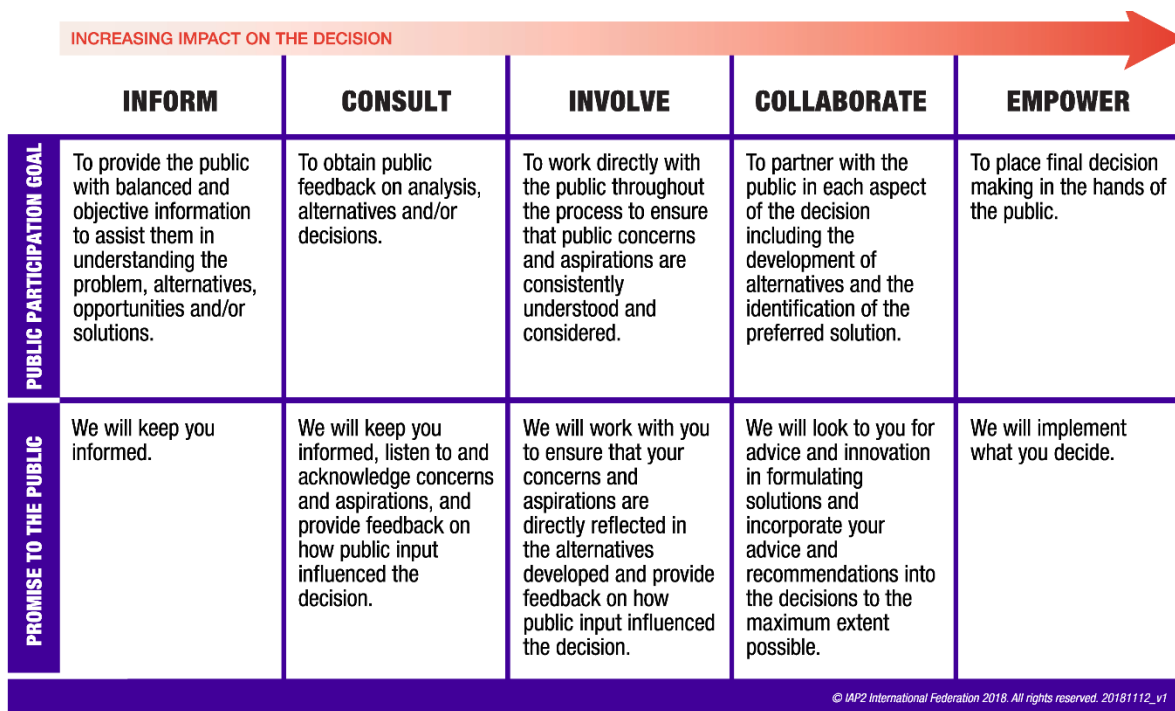 INCREASING IMPACT ON THE DECISION
INFORM
CONSULT
INVOLVE
COLLABORATE
EMPOWER
PUBLIC PARTICIPATION GOAL
To provide the public
with balanced and
objective information
to assist them in
understanding the
problem, alternatives,
opportunities and/or
solutions.
To obtain public
feedback on analysis,
alternatives and/or
decisions.
To work directly with
the public throughout
the process to ensure
that public concerns
and aspirations are
consistently
understood and
considered.
To partner with the
public in each aspect
of the decision
including the
development of
alternatives and the
identification of the
preferred solution.
To place final decision
making in the hands of
the public.
PROMISE TO THE PUBLIC
We will keep you
informed.
We will keep you
informed, listen to and
acknowledge concerns
and aspirations, and
provide feedback on
how public input
influenced the
decision.
We will work with you
to ensure that your
concerns and
aspirations are
directly reflected in
the alternatives
developed and provide
feedback on how
public input influenced
the decision.
We will look to you for
advice and innovation
in formulating
solutions and
incorporate your
advice and
recommendations into
the decisions to the
maximum extent
possible.
We will implement
what you decide.
© IAP2 International Federation 2018. All rights reserved. 20181112_v1